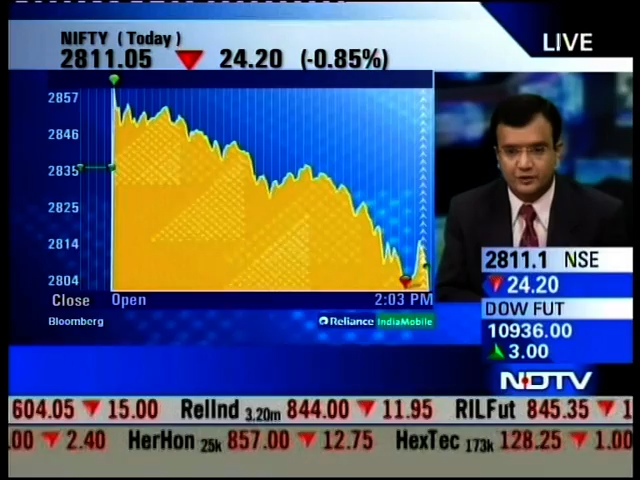 NIFTY (Today)
2811.05 ▼ 24.20 (-0.85%)
LIVE
2857
2846
2835
2825
2814
2804
Close Open 2:03 PM
Bloomberg
Reliance IndiaMobile
2811.1 NSE
▼ 24.20
DOW FUT
10936.00
▲ 3.00
NDTV
604.05 ▼ 15.00 RelInd 3.20m 844.00 ▼ 11.95 RILFut 845.35 ▼ 1
.00 ▼ 2.40 HerHon 25k 857.00 ▼ 12.75 HexTec 173k 128.25 ▼ 1.00